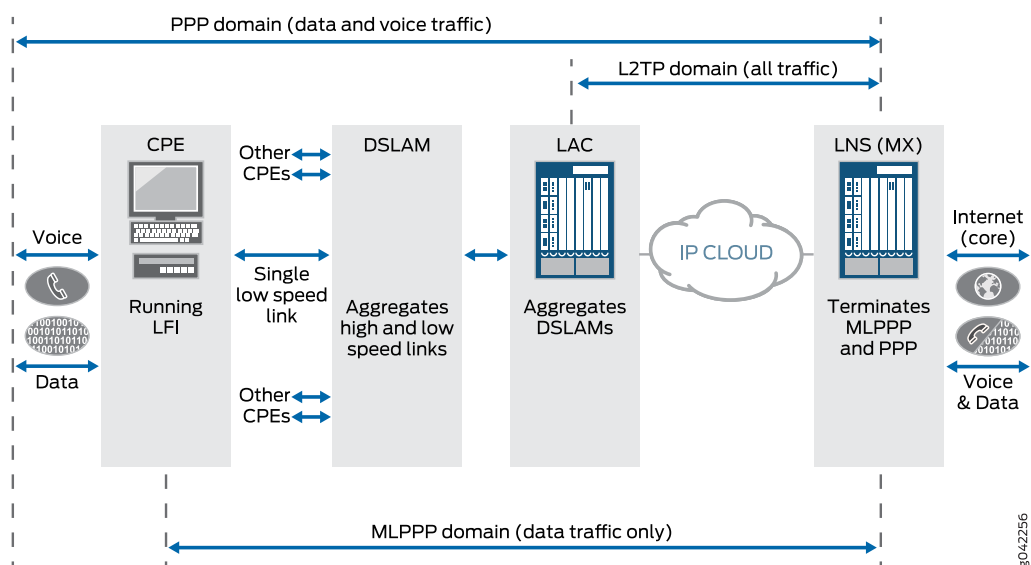 PPP domain (data and voice traffic)
L2TP domain (all traffic)
CPE
DSLAM
LAC
LNS (MX)
Other
CPEs
Voice
Single
low speed
link
IP CLOUD
Internet
(core)
Running
LFI
Aggregates
high and low
speed links
Aggregates
DSLAMs
Terminates
MLPPP
and PPP
Data
Other
CPEs
Voice
& Data
MLPPP domain (data traffic only)
g042256